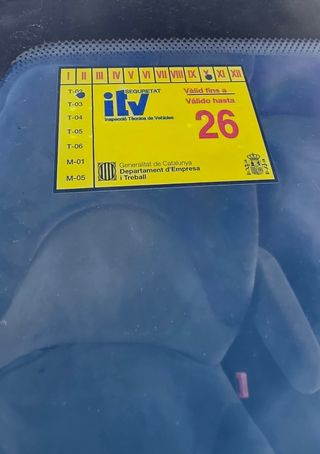 I II III IV V VI VII VIII IX X XI XII
T-02
T-03
T-04
T-05
T-06
M-01
M-05
SEGURETAT
itv
Inspecció Tècnica de Vehicles
Vàlid fins a
Válido hasta
26
Generalitat de Catalunya
Departament d'Empresa
i Treball